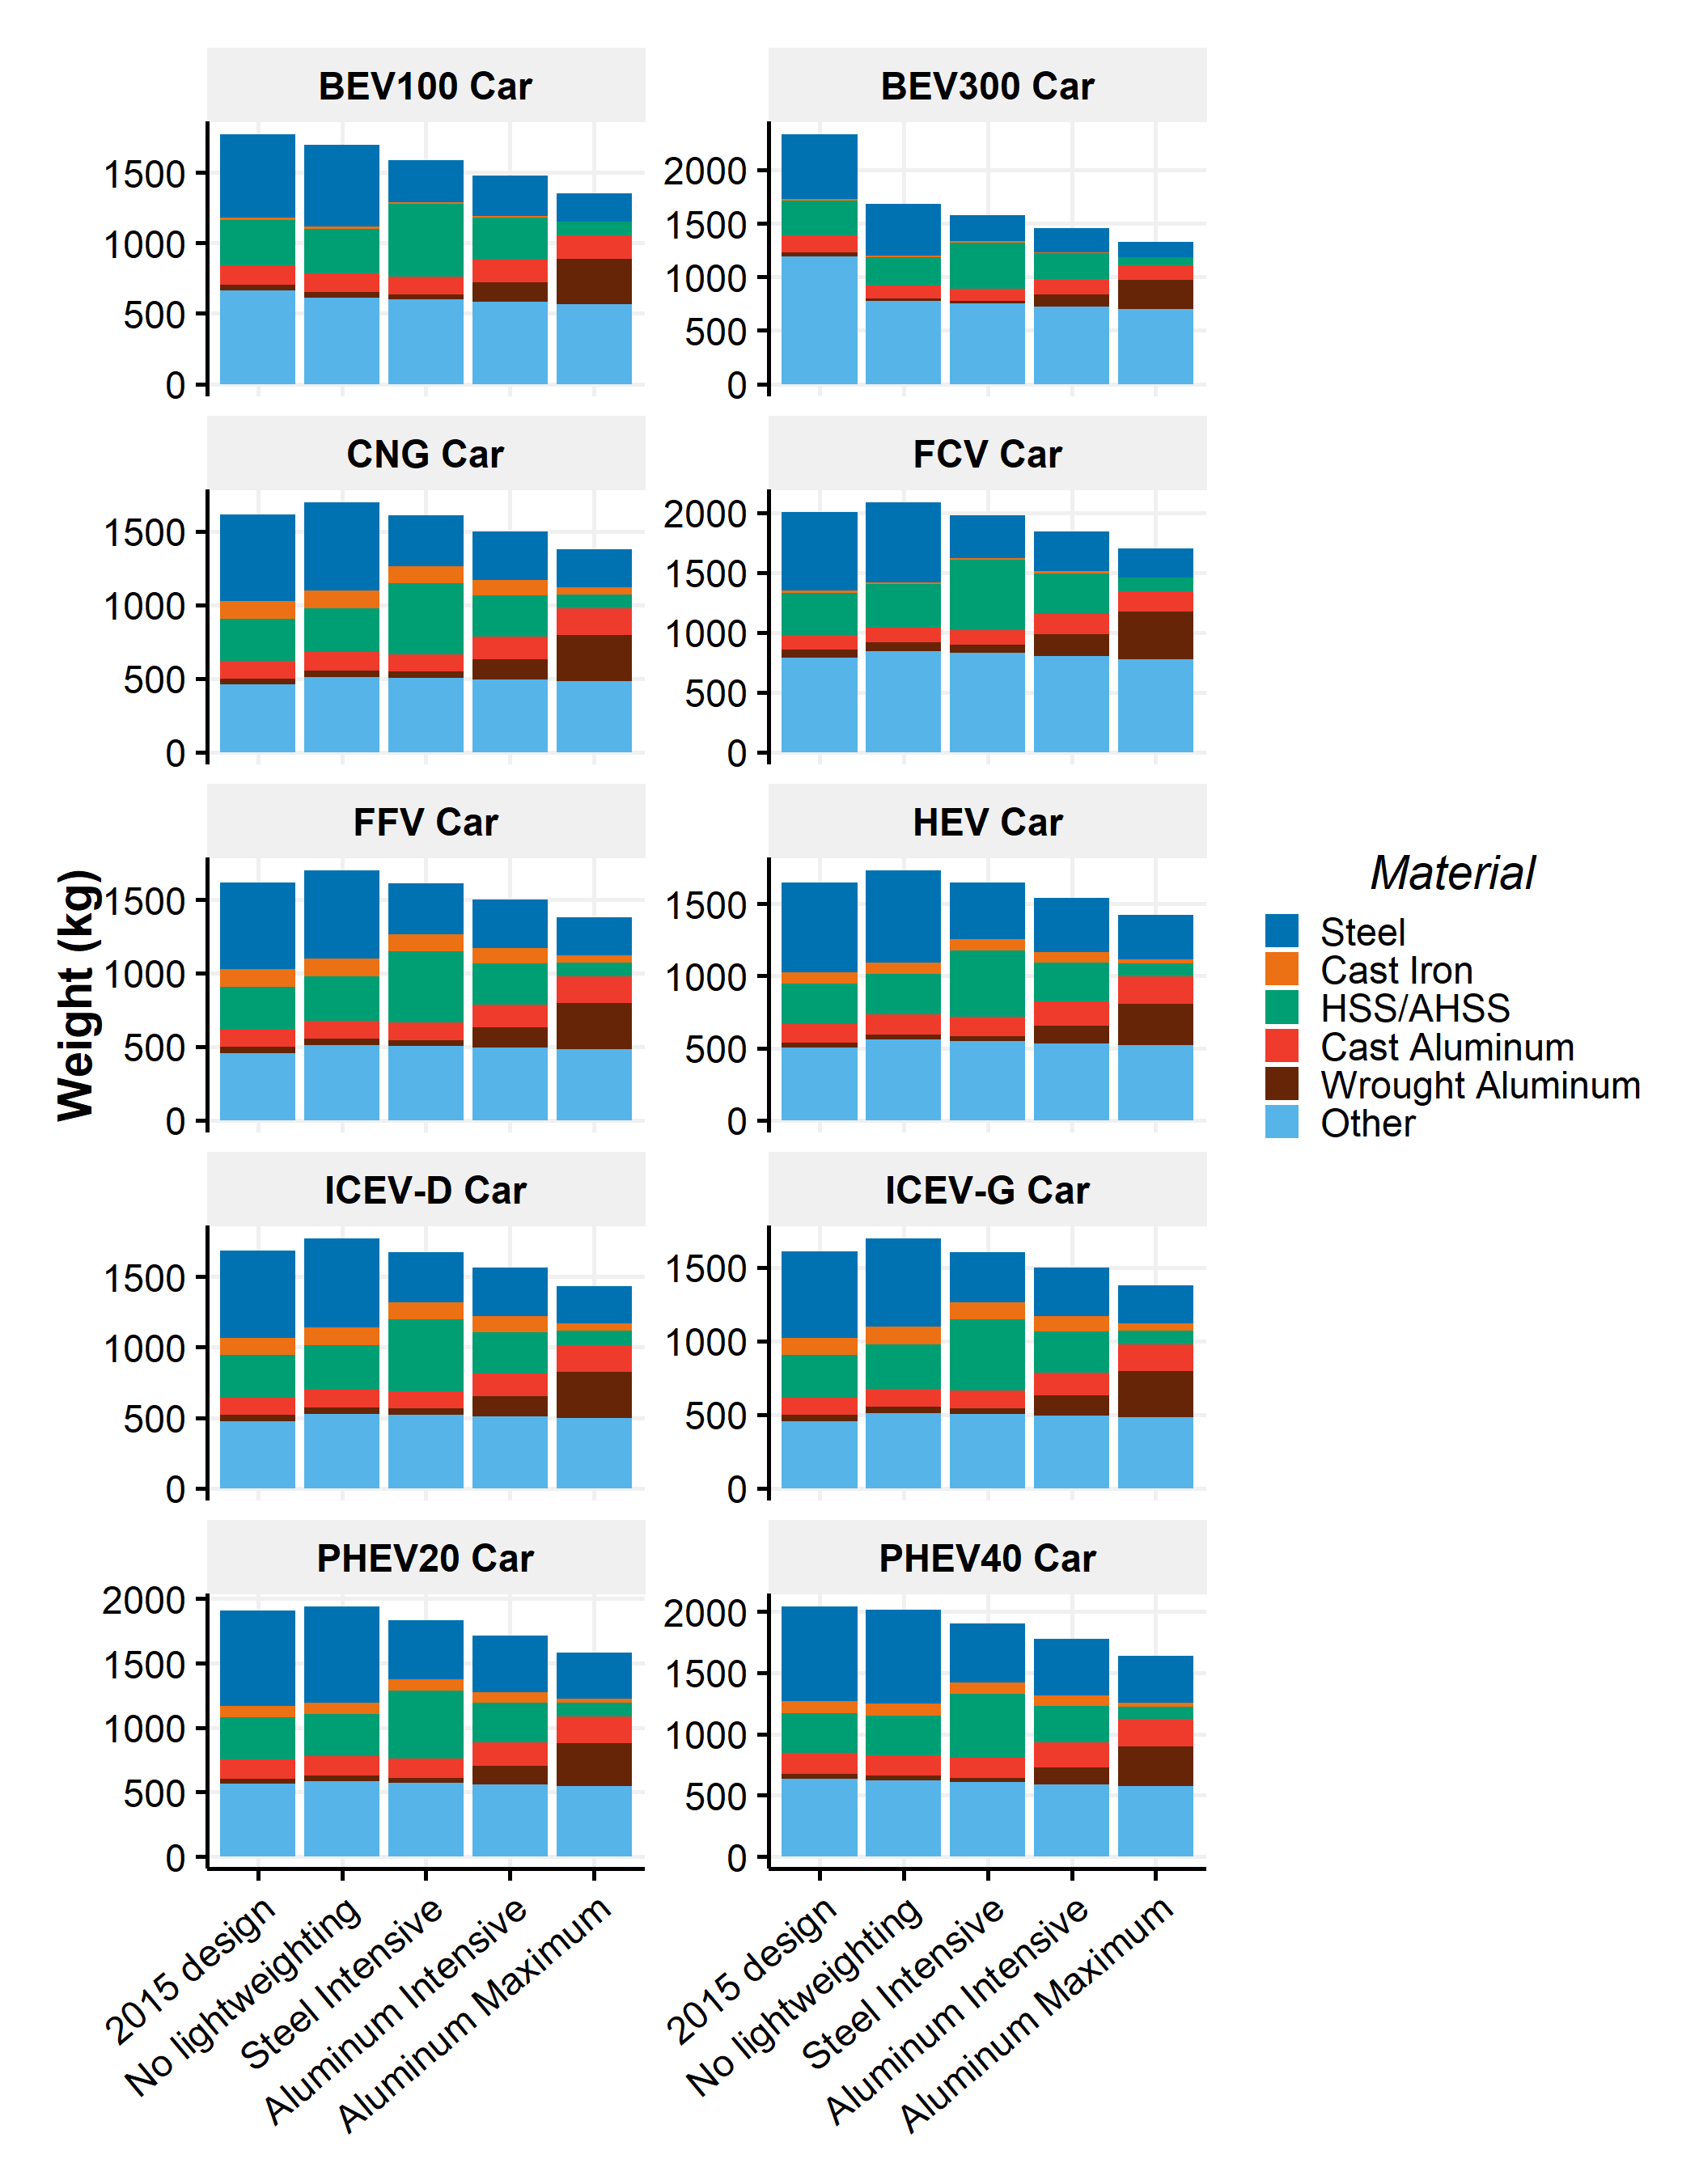 BEV100 Car
BEV300 Car
1500
1000
500
0
2000
1500
1000
500
0
CNG Car
FCV Car
1500
1000
500
0
2000
1500
1000
500
0
FFV Car
HEV Car
1500
1000
500
0
1500
1000
500
0
ICEV-D Car
ICEV-G Car
1500
1000
500
0
1500
1000
500
0
PHEV20 Car
PHEV40 Car
2000
1500
1000
500
0
2000
1500
1000
500
0
2015 design
No lightweighting
Steel Intensive
Aluminum Intensive
Aluminum Maximum
2015 design
No lightweighting
Steel Intensive
Aluminum Intensive
Aluminum Maximum
Weight (kg)
Material
Steel
Cast Iron
HSS/AHSS
Cast Aluminum
Wrought Aluminum
Other